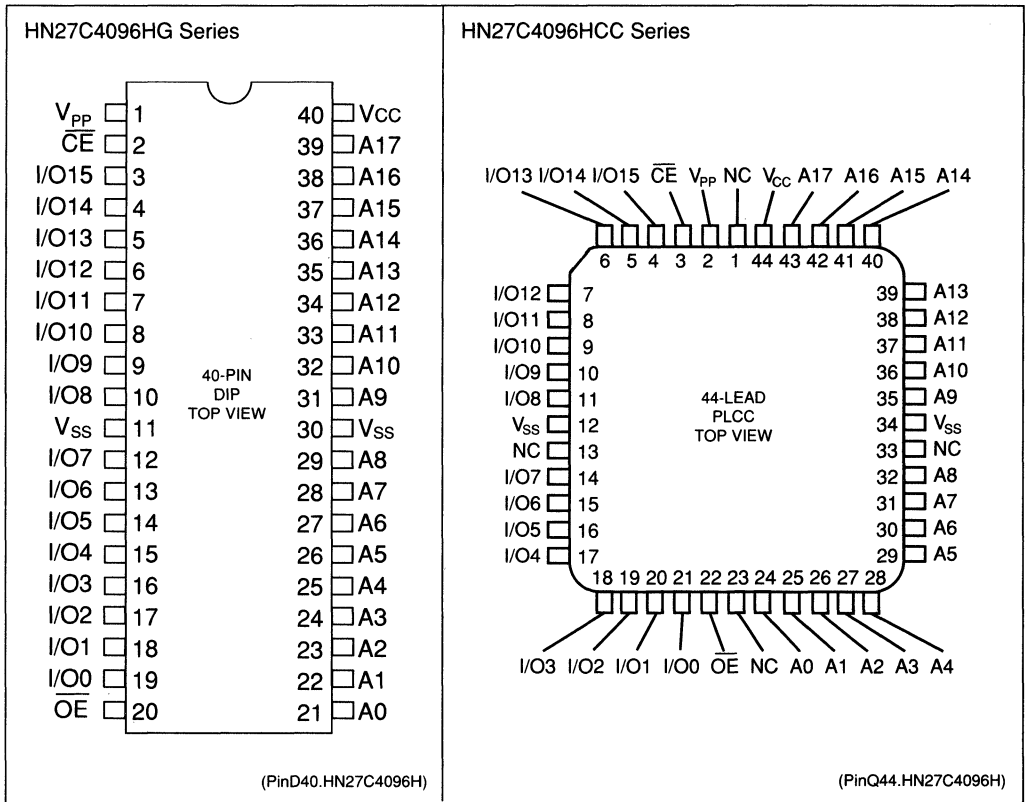 HN27C4096HG Series
VPP 1 40 VCC
CE 2 39 A17
I/O15 3 38 A16
I/O14 4 37 A15
I/O13 5 36 A14
I/O12 6 35 A13
I/O11 7 34 A12
I/O10 8 33 A11
I/O9 9 32 A10
I/O8 10 31 A9
VSS 11 30 VSS
I/O7 12 29 A8
I/O6 13 28 A7
I/O5 14 27 A6
I/O4 15 26 A5
I/O3 16 25 A4
I/O2 17 24 A3
I/O1 18 23 A2
I/O0 19 22 A1
OE 20 21 A0
40-PIN
DIP
TOP VIEW
(PinD40.HN27C4096H)
HN27C4096HCC Series
I/O13 I/O14 I/O15 CE VPP NC VCC A17 A16 A15 A14
6 5 4 3 2 1 44 43 42 41 40
I/O12 7 39 A13
I/O11 8 38 A12
I/O10 9 37 A11
I/O9 10 36 A10
I/O8 11 35 A9
VSS 12 34 VSS
NC 13 33 NC
I/O7 14 32 A8
I/O6 15 31 A7
I/O5 16 30 A6
I/O4 17 29 A5
44-LEAD
PLCC
TOP VIEW
18 19 20 21 22 23 24 25 26 27 28
I/O3 I/O2 I/O1 I/O0 OE NC A0 A1 A2 A3 A4
(PinQ44.HN27C4096H)